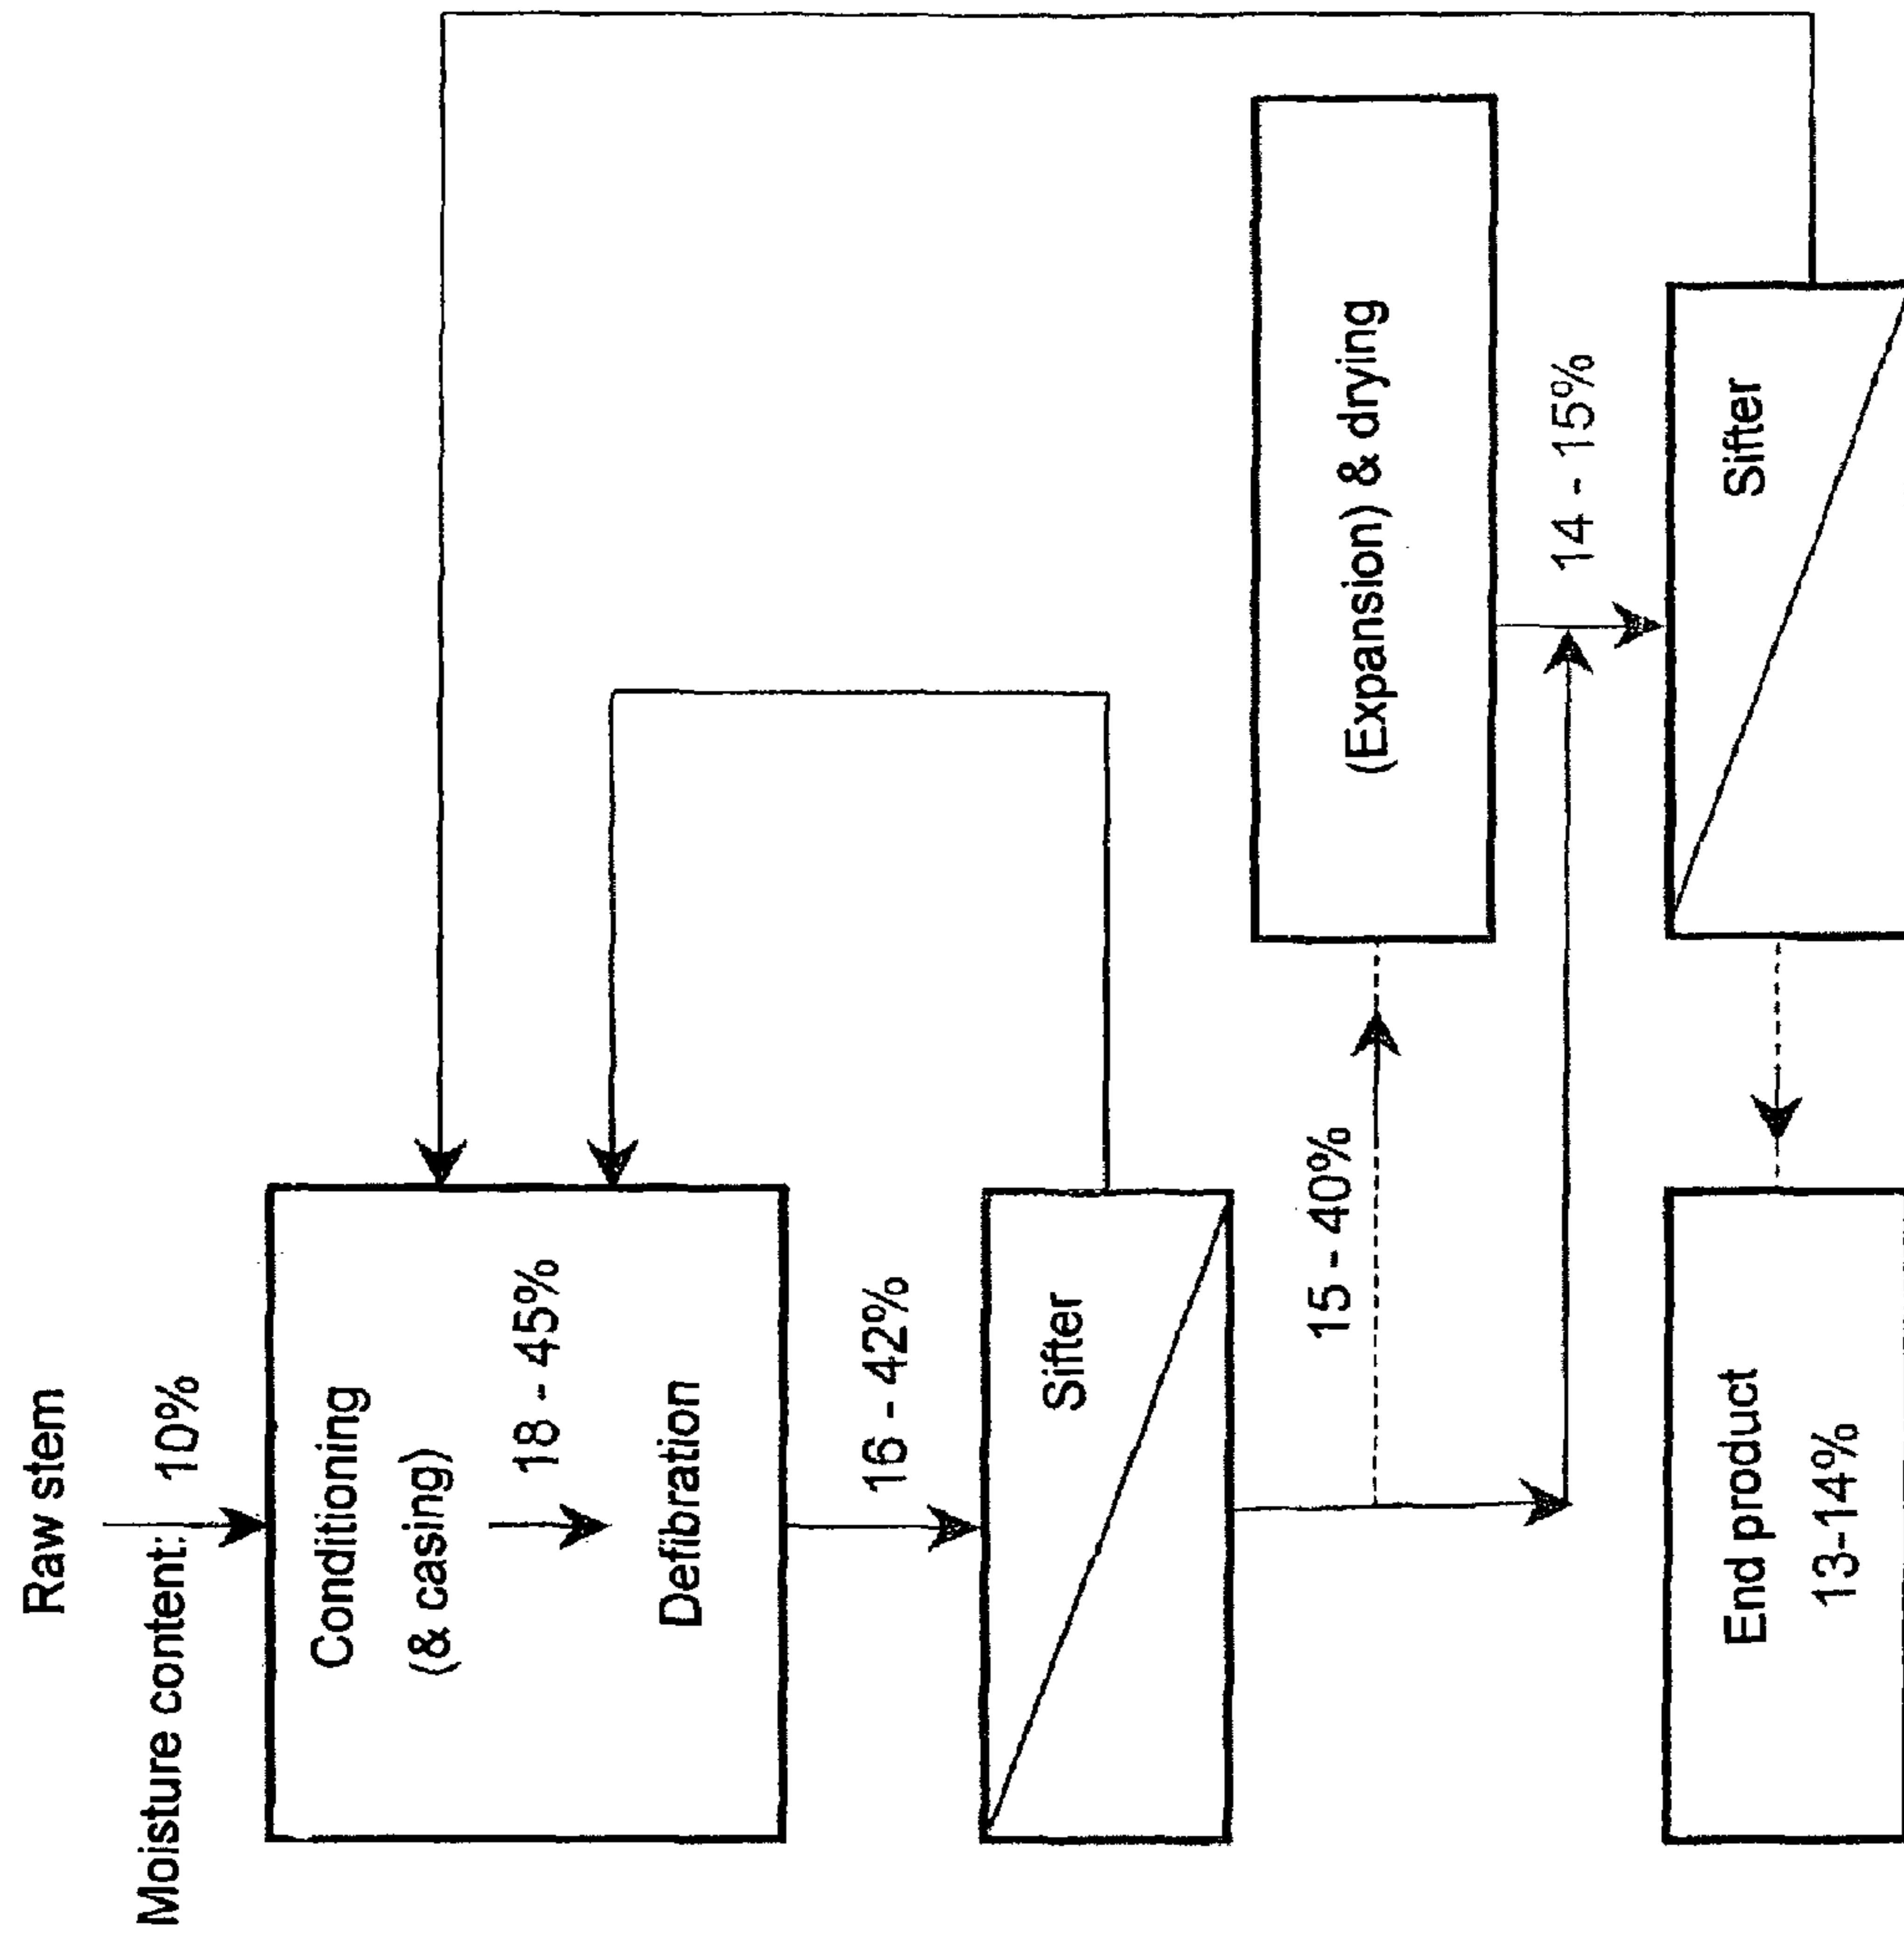 Raw stem
Moisture content: 10%
Conditioning
(& casing)
18 - 45%
Defibration
16 - 42%
Sifter
15 - 40%
(Expansion) & drying
14 - 15%
Sifter
End product
13-14%